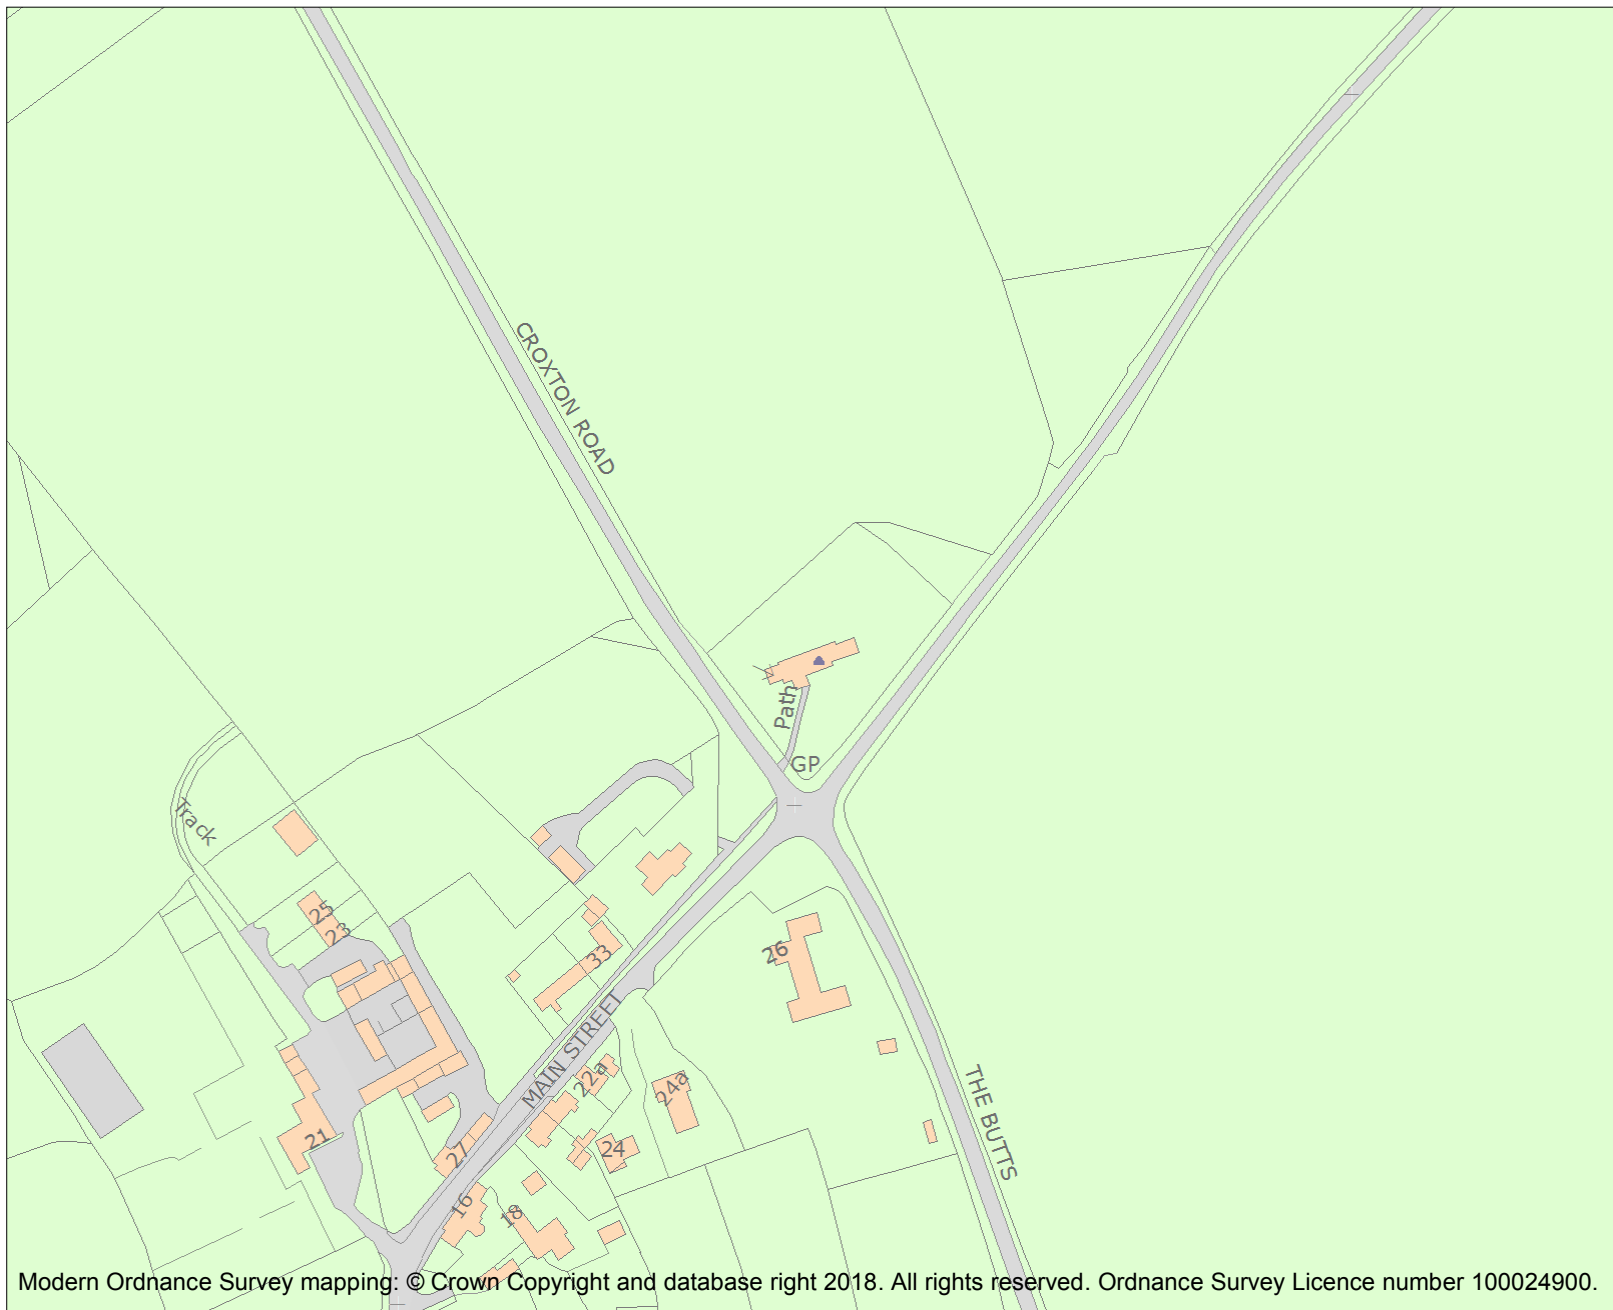 CROXTON ROAD
Path
GP
Track
25
23
33
26
MAIN STREET
22a
24a
THE BUTTS
21
27
24
16
18
Modern Ordnance Survey mapping: © Crown Copyright and database right 2018. All rights reserved. Ordnance Survey Licence number 100024900.